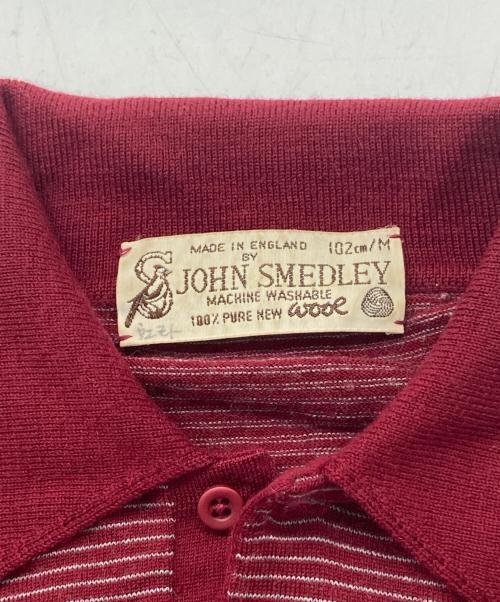 MADE IN ENGLAND 102cm/M
BY
JOHN SMEDLEY
MACHINE WASHABLE
100% PURE NEW wool